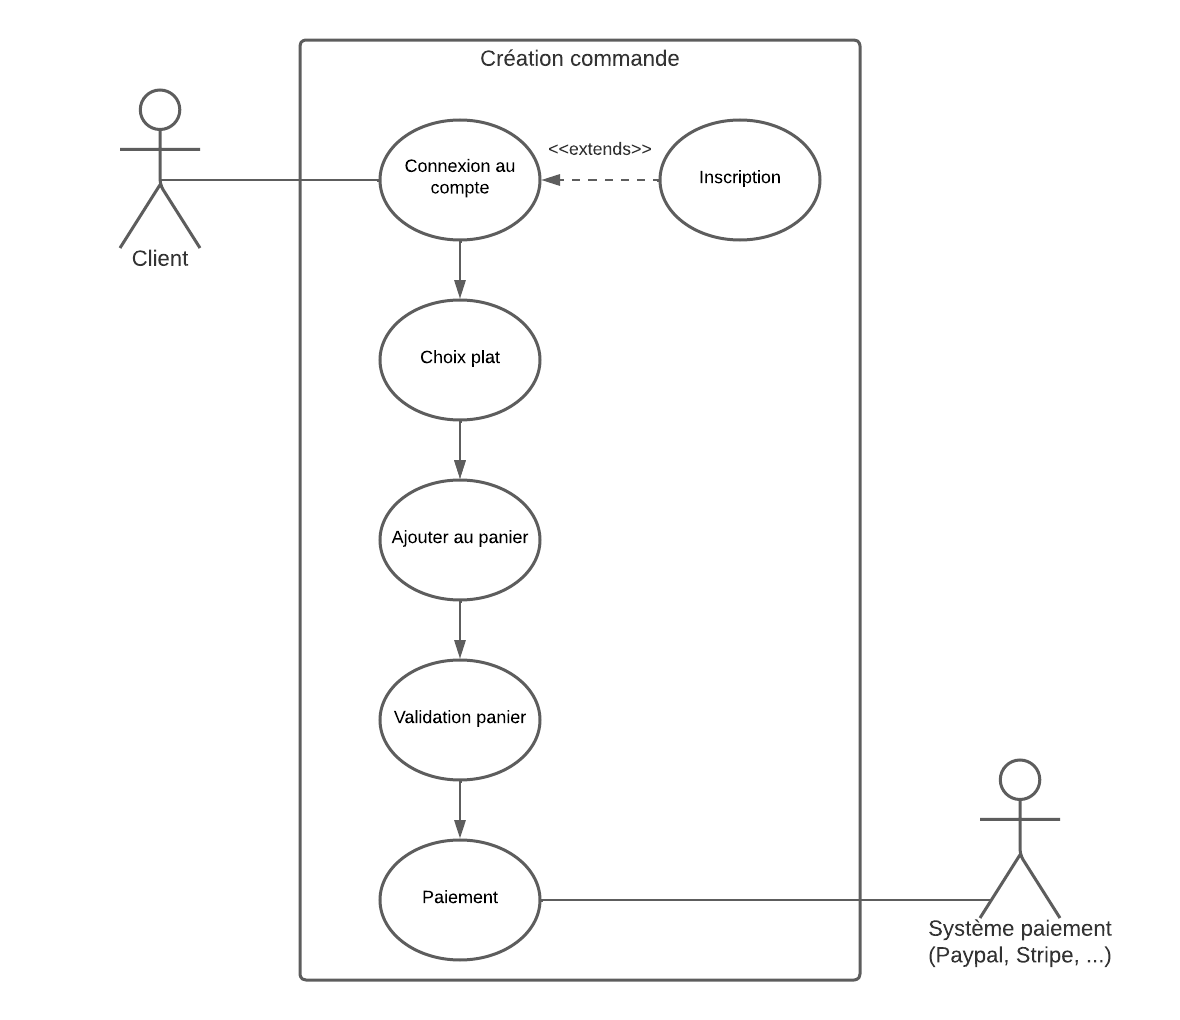 Création commande
Connexion au
compte
<<extends>>
Inscription
Client
Choix plat
Ajouter au panier
Validation panier
Paiement
Système paiement
(Paypal, Stripe, ...)